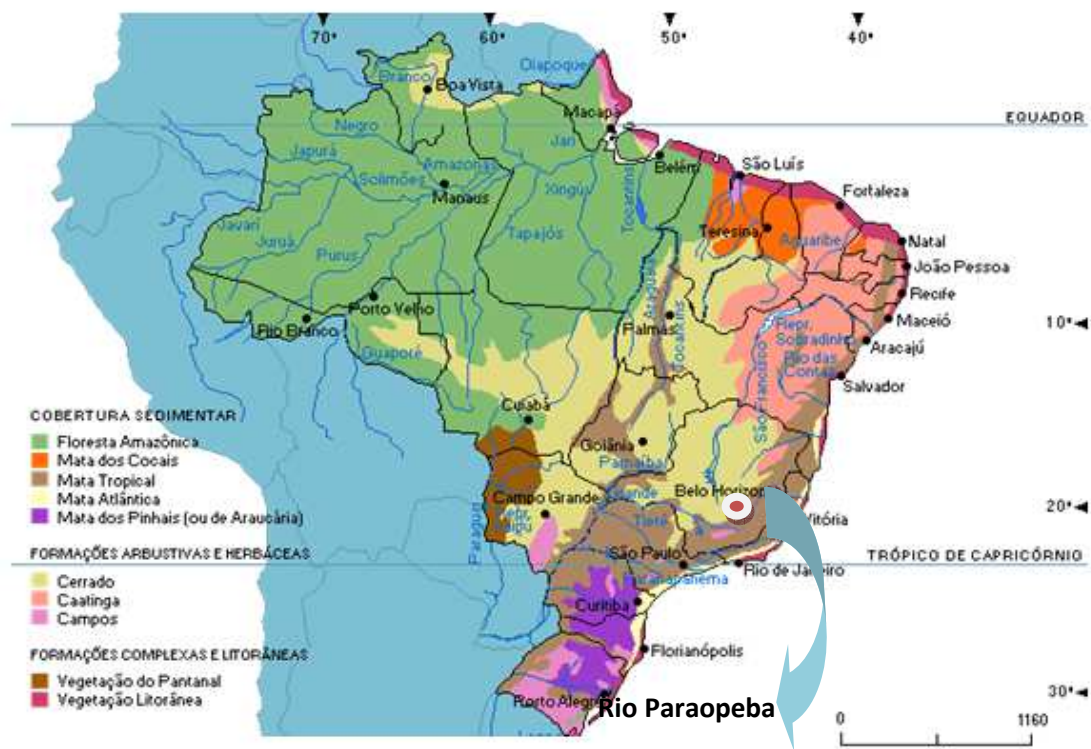 70° 60° 50° 40°
Oiapoque
Branco
Boa Vista
Macapá
EQUADOR
Negro
Jari
Japurá
Amazonas
Belém
São Luís
Solimões
Xingús
Tocantins
Fortaleza
Manaus
Javari
Teresina
Aguaribe
Juruá
Tapajós
Natal
Purus
João Pessoa
Araguaia
Porto Velho
Recife
Rio Branco
Palmas
Repr.
Sobradinho
Maceió
10°
Tocantins
Rio das
Contas
Aracajú
Guaporé
São Francisco
Salvador
COBERTURA SEDIMENTAR
Cuiabá
Floresta Amazônica
Goiânia
Mata dos Cocais
Mata Tropical
Parnaíba
Mata Atlântica
Campo Grande
Belo Horizo
Mata dos Pinhais (ou de Araucária)
Tietê
Vitória
20°
Paraguai
FORMAÇÕES ARBUSTIVAS E HERBÁCEAS
São Paulo
TRÓPICO DE CAPRICÓRNIO
Rio de Janeiro
Cerrado
Paranapanema
Caatinga
Curitiba
Campos
FORMAÇÕES COMPLEXAS E LITORÂNEAS
Florianópolis
Vegetação do Pantanal
Vegetação Litorânea
Porto Alegre
Rio Paraopeba
30°
0 1160